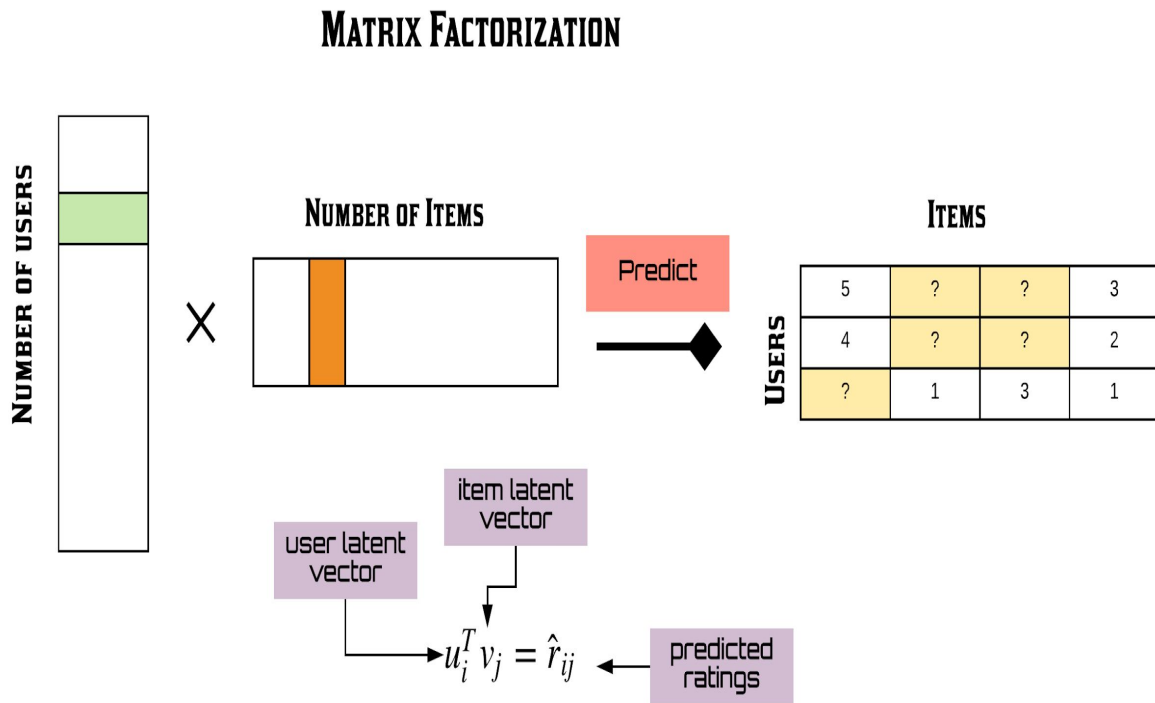 MATRIX FACTORIZATION
NUMBER OF USERS
NUMBER OF ITEMS
X
Predict
ITEMS
USERS
5 ? ? 3
4 ? ? 2
? 1 3 1
item latent
vector
user latent
vector
u_i^T v_j = r̂_ij
predicted
ratings